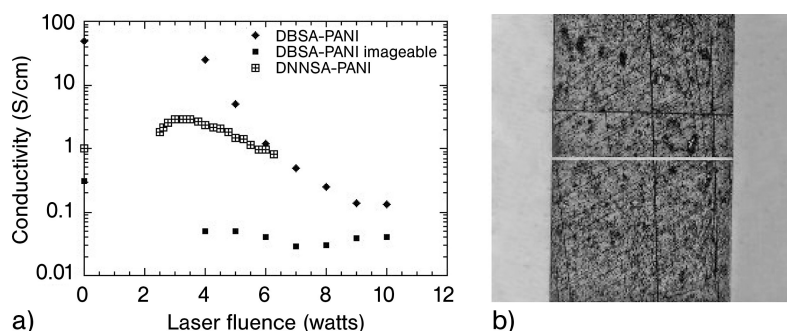 100
10
1
0.1
0.01
0
2
4
6
8
10
12
Conductivity (S/cm)
Laser fluence (watts)
DBSA-PANI
DBSA-PANI imageable
DNNSA-PANI
a)
b)